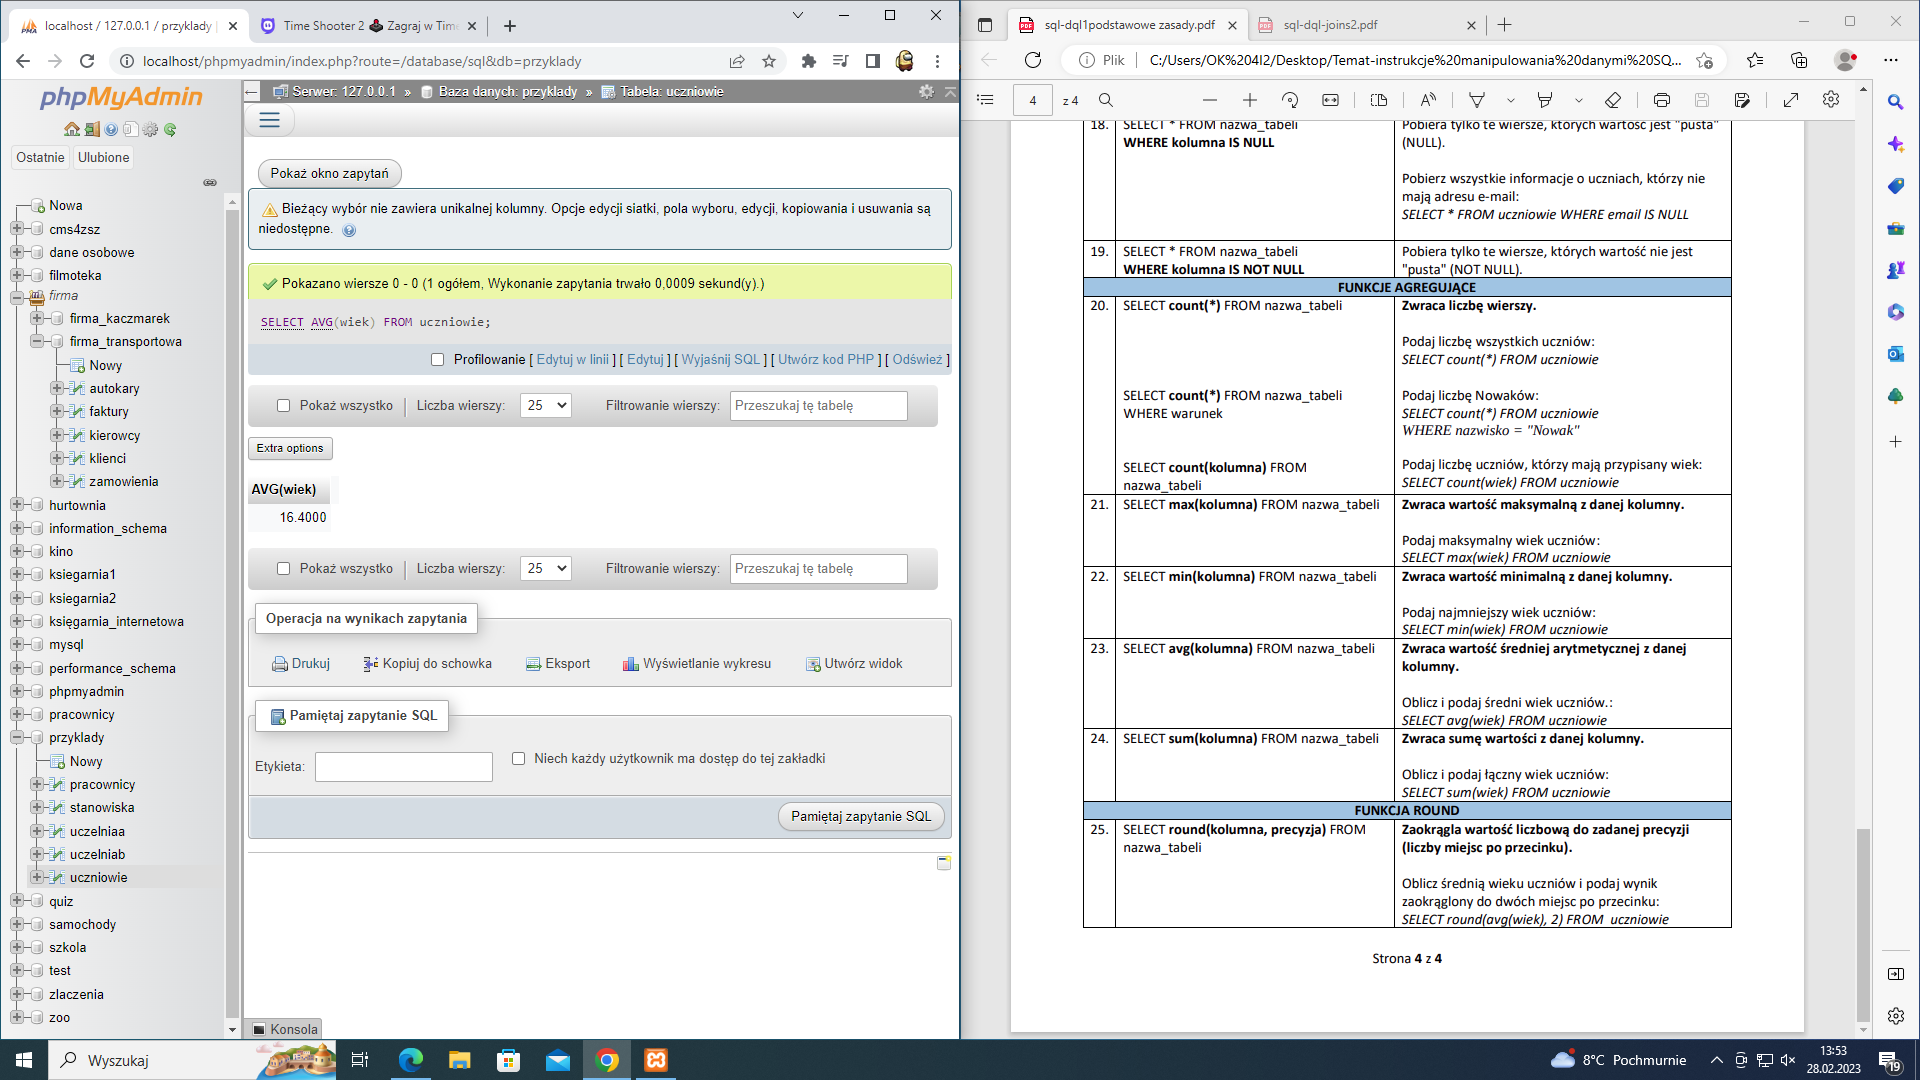 localhost / 127.0.0.1 / przyklady |
Time Shooter 2 Zagraj w Time
localhost/phpmyadmin/index.php?route=/database/sql&db=przyklady
phpMyAdmin
Ostatnie
Ulubione
Nowa
cms4zsz
dane osobowe
filmoteka
firma
firma_kaczmarek
firma_transportowa
Nowy
autokary
faktury
kierowcy
klienci
zamowienia
hurtownia
information_schema
kino
ksiegarnia1
ksiegarnia2
księgarnia_internetowa
mysql
performance_schema
phpmyadmin
pracownicy
przyklady
Nowy
pracownicy
stanowiska
uczelniaa
uczelniab
uczniowie
quiz
samochody
szkola
test
zlaczenia
zoo
Serwer: 127.0.0.1 » Baza danych: przyklady » Tabela: uczniowie
Pokaż okno zapytań
Bieżący wybór nie zawiera unikalnej kolumny. Opcje edycji siatki, pola wyboru, edycji, kopiowania i usuwania są
niedostępne.
Pokazano wiersze 0 - 0 (1 ogółem, Wykonanie zapytania trwało 0,0009 sekund(y).)
SELECT AVG(wiek) FROM uczniowie;
Profilowanie [ Edytuj w linii ] [ Edytuj ] [ Wyjaśnij SQL ] [ Utwórz kod PHP ] [ Odśwież ]
Pokaż wszystko | Liczba wierszy: 25 Filtrowanie wierszy: Przeszukaj tę tabelę
Extra options
AVG(wiek)
16.4000
Pokaż wszystko | Liczba wierszy: 25 Filtrowanie wierszy: Przeszukaj tę tabelę
Operacja na wynikach zapytania
Drukuj Kopiuj do schowka Eksport Wyświetlanie wykresu Utwórz widok
Pamiętaj zapytanie SQL
Etykieta: Niech każdy użytkownik ma dostęp do tej zakładki
Pamiętaj zapytanie SQL
Konsola
sql-dql1podstawowe zasady.pdf
sql-dql-joins2.pdf
Plik C:/Users/OK%204I2/Desktop/Temat-instrukcje%20manipulowania%20danymi%20SQ...
4 z 4
18. SELECT * FROM nazwa_tabeli
WHERE kolumna IS NULL
Pobiera tylko te wiersze, których wartość jest "pusta"
(NULL).
Pobierz wszystkie informacje o uczniach, którzy nie
mają adresu e-mail:
SELECT * FROM uczniowie WHERE email IS NULL
19. SELECT * FROM nazwa_tabeli
WHERE kolumna IS NOT NULL
Pobiera tylko te wiersze, których wartość nie jest
"pusta" (NOT NULL).
FUNKCJE AGREGUJĄCE
20. SELECT count(*) FROM nazwa_tabeli
Zwraca liczbę wierszy.
Podaj liczbę wszystkich uczniów:
SELECT count(*) FROM uczniowie
SELECT count(*) FROM nazwa_tabeli
WHERE warunek
Podaj liczbę Nowaków:
SELECT count(*) FROM uczniowie
WHERE nazwisko = "Nowak"
SELECT count(kolumna) FROM
nazwa_tabeli
Podaj liczbę uczniów, którzy mają przypisany wiek:
SELECT count(wiek) FROM uczniowie
21. SELECT max(kolumna) FROM nazwa_tabeli
Zwraca wartość maksymalną z danej kolumny.
Podaj maksymalny wiek uczniów:
SELECT max(wiek) FROM uczniowie
22. SELECT min(kolumna) FROM nazwa_tabeli
Zwraca wartość minimalną z danej kolumny.
Podaj najmniejszy wiek uczniów:
SELECT min(wiek) FROM uczniowie
23. SELECT avg(kolumna) FROM nazwa_tabeli
Zwraca wartość średniej arytmetycznej z danej
kolumny.
Oblicz i podaj średni wiek uczniów.:
SELECT avg(wiek) FROM uczniowie
24. SELECT sum(kolumna) FROM nazwa_tabeli
Zwraca sumę wartości z danej kolumny.
Oblicz i podaj łączny wiek uczniów:
SELECT sum(wiek) FROM uczniowie
FUNKCJA ROUND
25. SELECT round(kolumna, precyzja) FROM
nazwa_tabeli
Zaokrągla wartość liczbową do zadanej precyzji
(liczby miejsc po przecinku).
Oblicz średnią wieku uczniów i podaj wynik
zaokrąglony do dwóch miejsc po przecinku:
SELECT round(avg(wiek), 2) FROM uczniowie
Strona 4 z 4
Wyszukaj
8°C Pochmurnie
13:53
28.02.2023
19